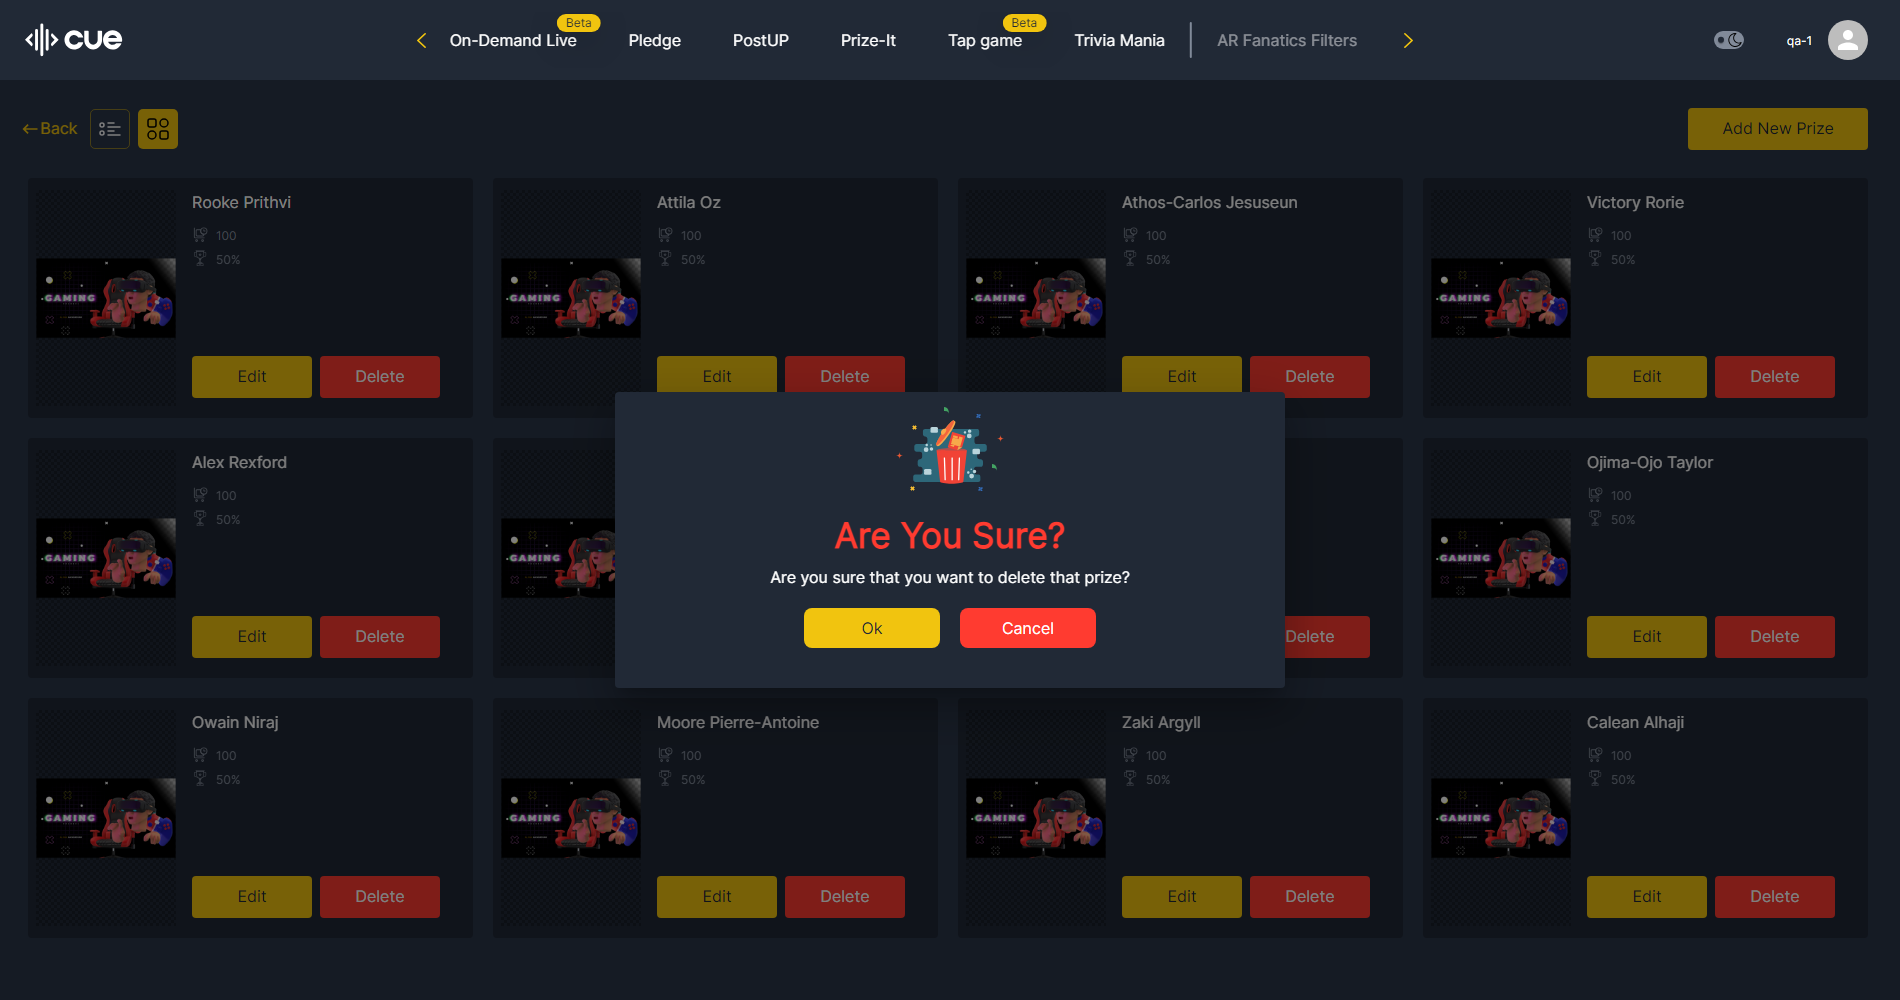 cue
On-Demand Live
Beta
Pledge
PostUP
Prize-It
Tap game
Beta
Trivia Mania
AR Fanatics Filters
qa-1
Back
Add New Prize
Rooke Prithvi
100
50%
GAMING
Edit
Delete
Attila Oz
100
50%
GAMING
Edit
Delete
Athos-Carlos Jesuseun
100
50%
GAMING
Edit
Delete
Victory Rorie
100
50%
GAMING
Edit
Delete
Alex Rexford
100
50%
GAMING
Edit
Delete
GAMING
Are You Sure?
Are you sure that you want to delete that prize?
Ok
Cancel
Delete
Ojima-Ojo Taylor
100
50%
GAMING
Edit
Delete
Owain Niraj
100
50%
GAMING
Edit
Delete
Moore Pierre-Antoine
100
50%
GAMING
Edit
Delete
Zaki Argyll
100
50%
GAMING
Edit
Delete
Calean Alhaji
100
50%
GAMING
Edit
Delete